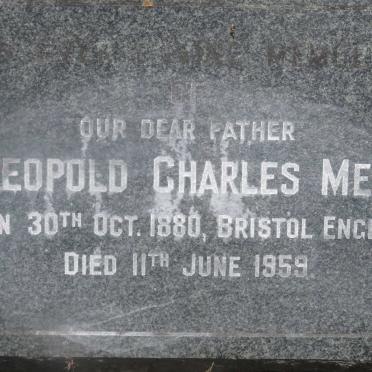 OUR DEAR FATHER
EOPOLD CHARLES ME
N 30TH OCT. 1880, BRISTOL ENG
DIED 11TH JUNE 1959.